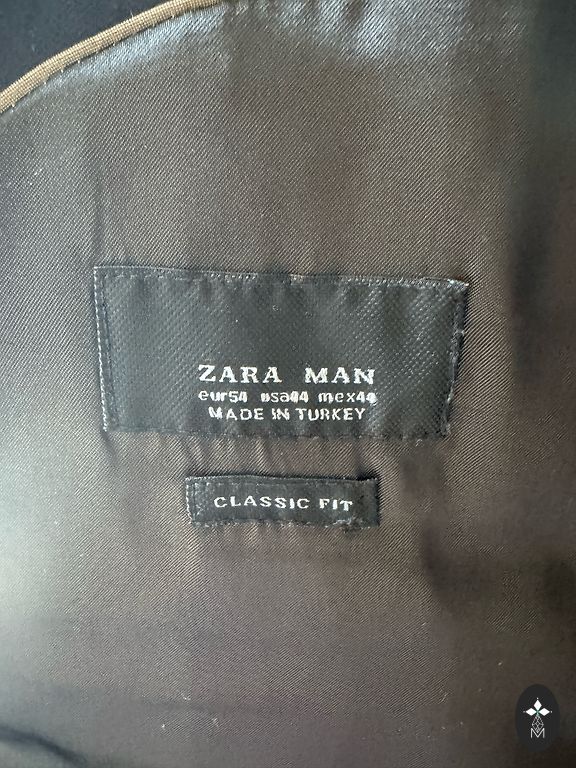 ZARA MAN
eur54 usa44 mex44
MADE IN TURKEY
CLASSIC FIT
M